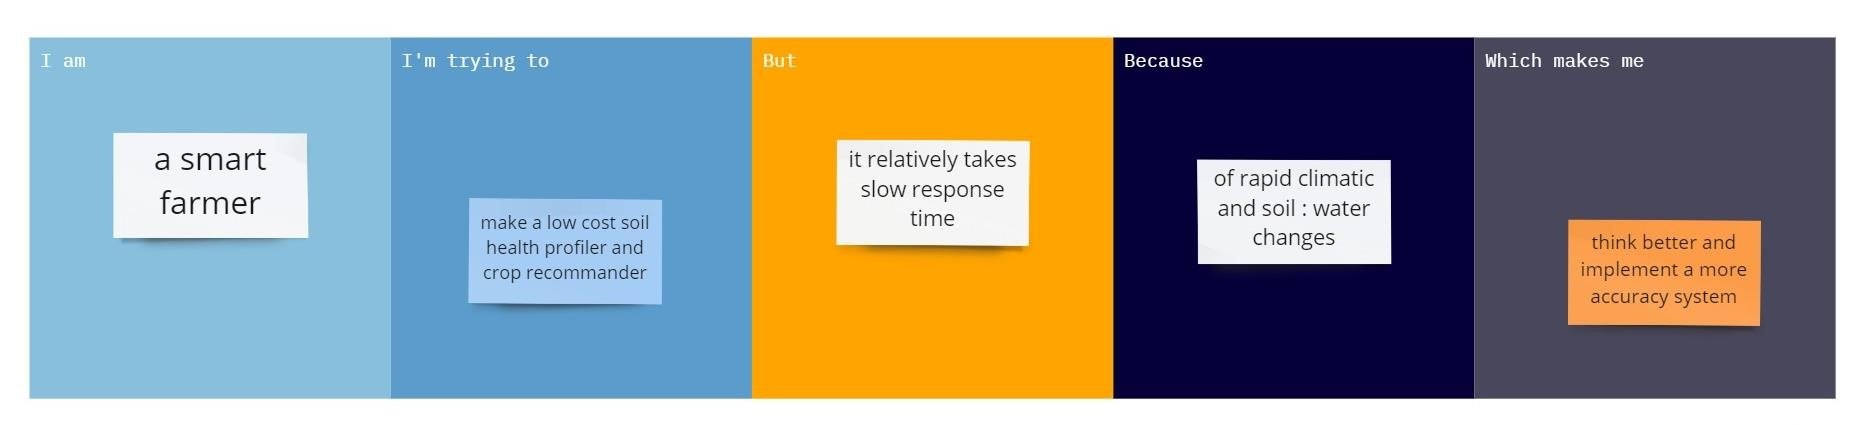 I am
a smart
farmer
I'm trying to
make a low cost soil
health profiler and
crop recommander
But
it relatively takes
slow response
time
Because
of rapid climatic
and soil : water
changes
Which makes me
think better and
implement a more
accuracy system